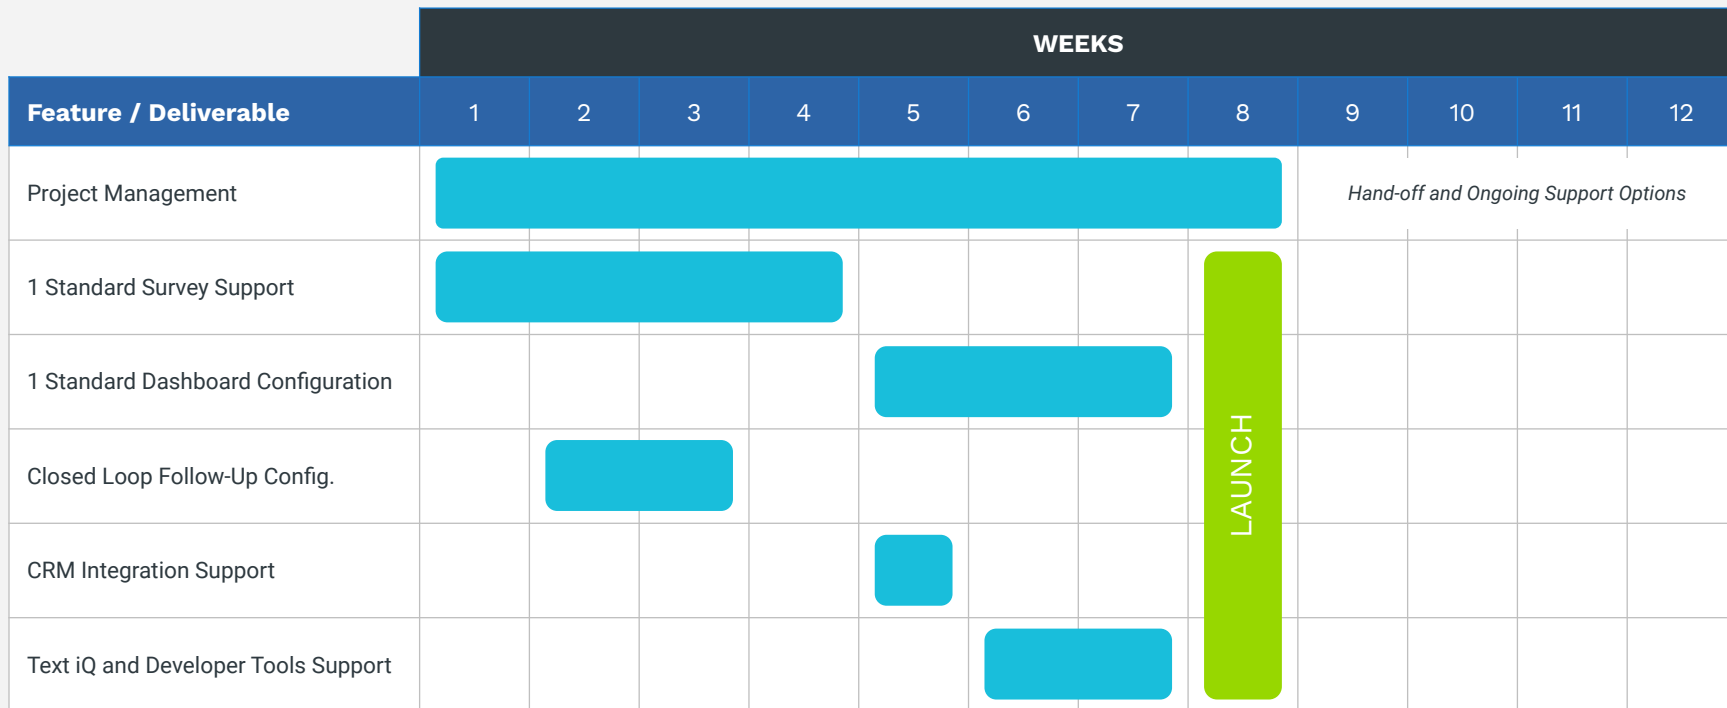 WEEKS
Feature / Deliverable 1 2 3 4 5 6 7 8 9 10 11 12
Project Management Hand-off and Ongoing Support Options
1 Standard Survey Support
1 Standard Dashboard Configuration
Closed Loop Follow-Up Config.
LAUNCH
CRM Integration Support
Text iQ and Developer Tools Support